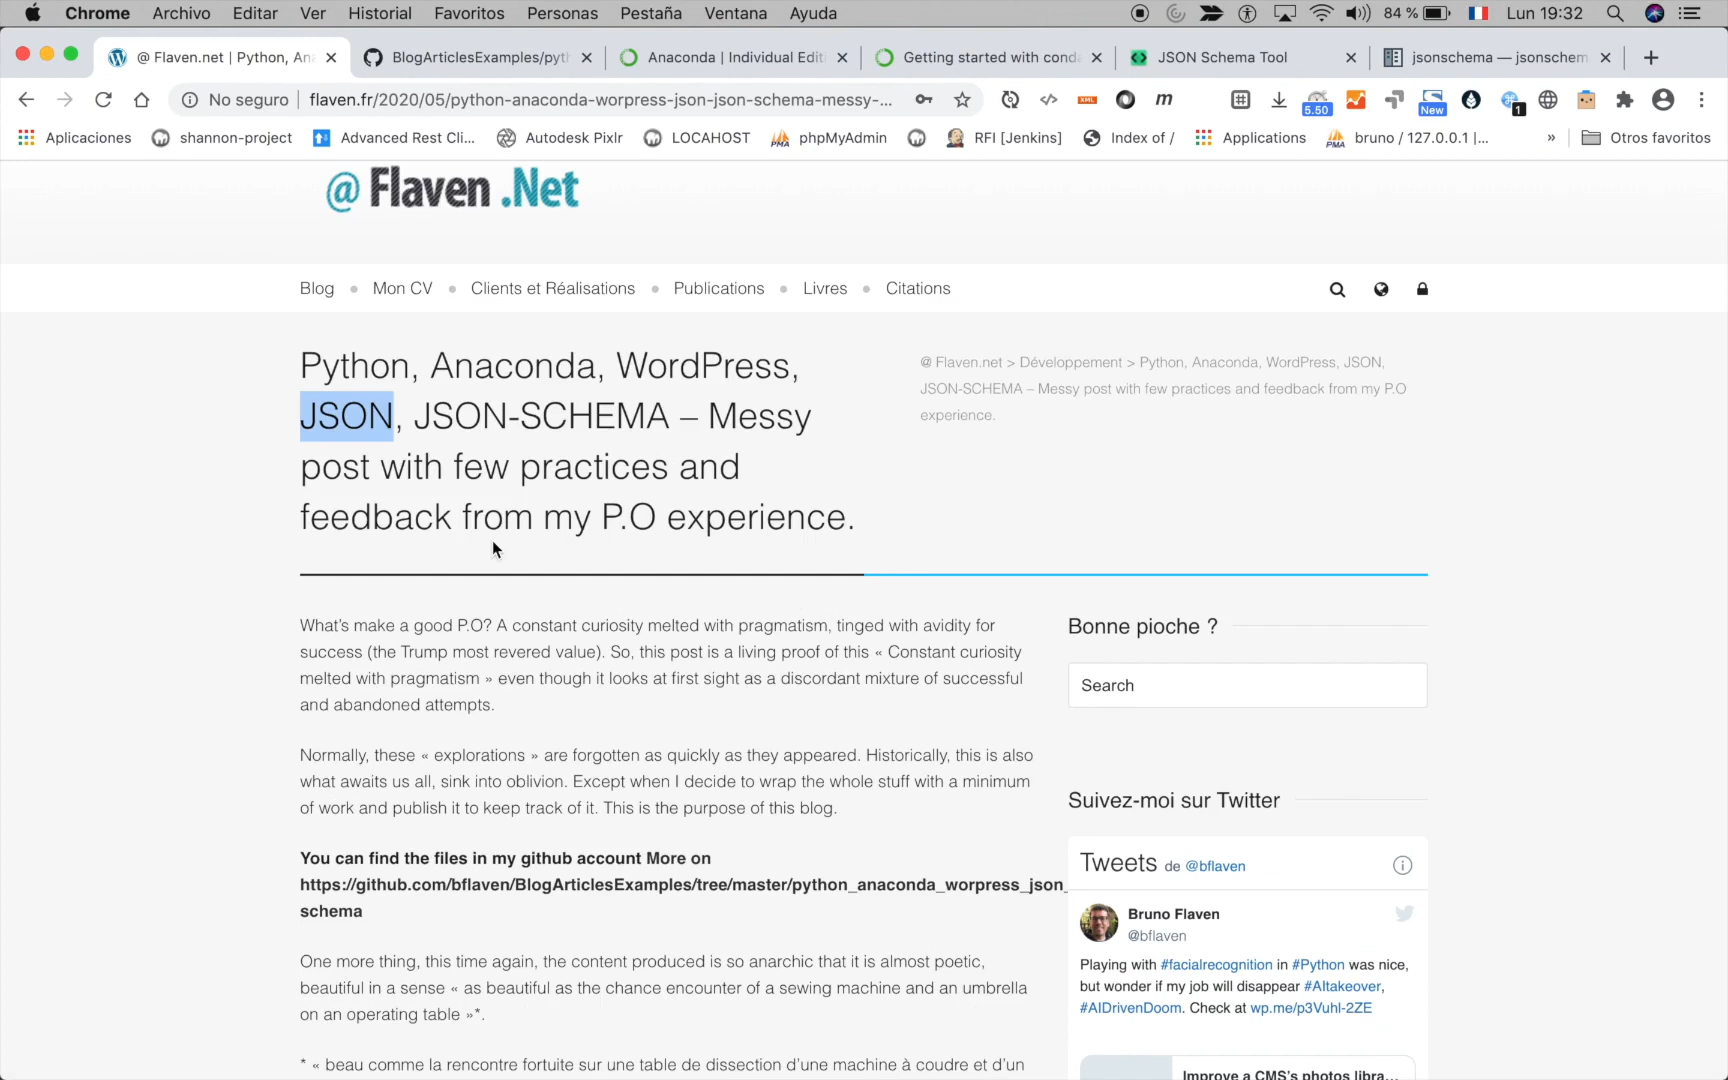 Chrome Archivo Editar Ver Historial Favoritos Personas Pestaña Ventana Ayuda 84 % Lun 19:32
@ Flaven.net | Python, Ana BlogArticlesExamples/pyth Anaconda | Individual Editi Getting started with conda JSON Schema Tool jsonschema — jsonschem
No seguro flaven.fr/2020/05/python-anaconda-worpress-json-json-schema-messy-... XML m 5.50 New 1
Aplicaciones shannon-project Advanced Rest Cli... Autodesk Pixlr LOCAHOST phpMyAdmin RFI [Jenkins] Index of / Applications bruno / 127.0.0.1 |... » Otros favoritos
@ Flaven .Net
Blog Mon CV Clients et Réalisations Publications Livres Citations
Python, Anaconda, WordPress,
JSON, JSON-SCHEMA – Messy
post with few practices and
feedback from my P.O experience.
@ Flaven.net > Développement > Python, Anaconda, WordPress, JSON,
JSON-SCHEMA – Messy post with few practices and feedback from my P.O
experience.
What's make a good P.O? A constant curiosity melted with pragmatism, tinged with avidity for
success (the Trump most revered value). So, this post is a living proof of this « Constant curiosity
melted with pragmatism » even though it looks at first sight as a discordant mixture of successful
and abandoned attempts.
Normally, these « explorations » are forgotten as quickly as they appeared. Historically, this is also
what awaits us all, sink into oblivion. Except when I decide to wrap the whole stuff with a minimum
of work and publish it to keep track of it. This is the purpose of this blog.
You can find the files in my github account More on
https://github.com/bflaven/BlogArticlesExamples/tree/master/python_anaconda_worpress_json_
schema
One more thing, this time again, the content produced is so anarchic that it is almost poetic,
beautiful in a sense « as beautiful as the chance encounter of a sewing machine and an umbrella
on an operating table »*.
* « beau comme la rencontre fortuite sur une table de dissection d'une machine à coudre et d'un
Bonne pioche ?
Search
Suivez-moi sur Twitter
Tweets de @bflaven
Bruno Flaven
@bflaven
Playing with #facialrecognition in #Python was nice,
but wonder if my job will disappear #AItakeover,
#AIDrivenDoom. Check at wp.me/p3Vuhl-2ZE
Improve a CMS's photos libra...